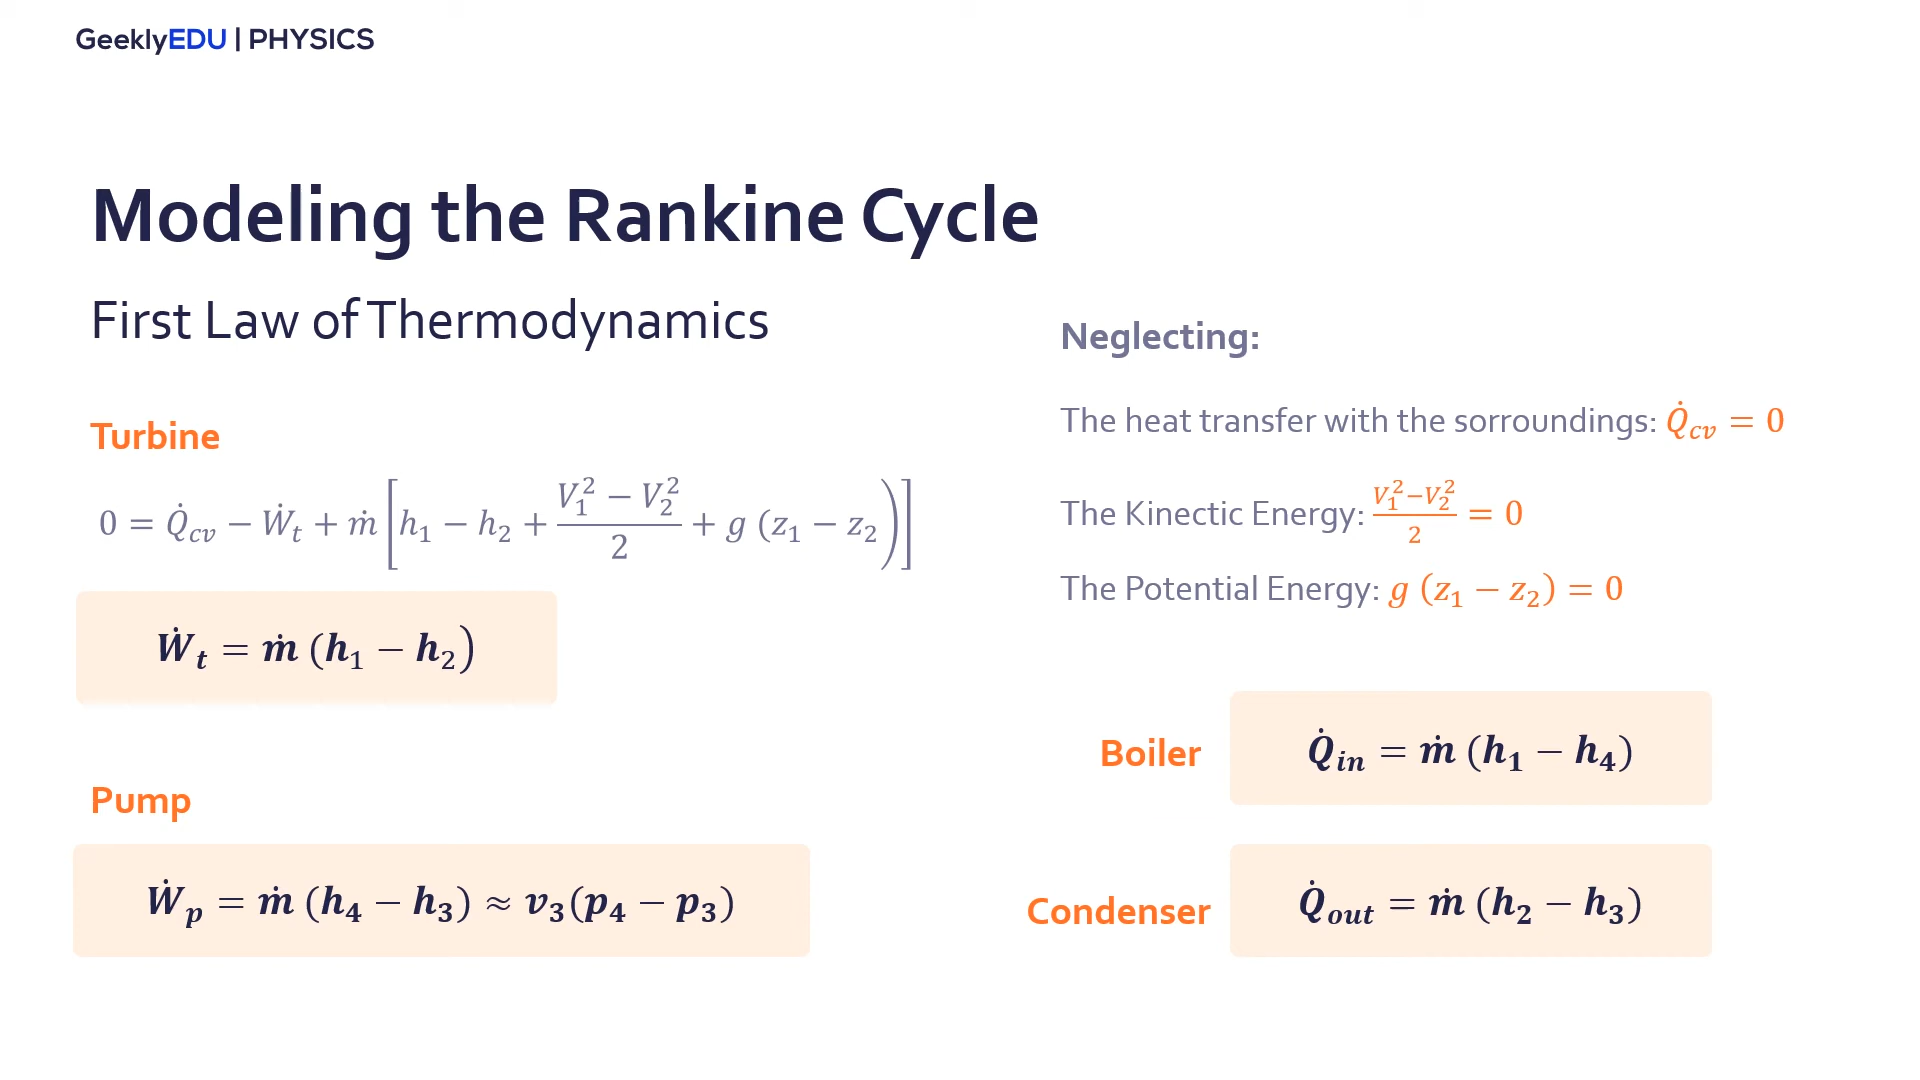 GeeklyEDU | PHYSICS
Modeling the Rankine Cycle
First Law of Thermodynamics
Turbine
0 = Q̇cv − Ẇt + ṁ [h₁ − h₂ + (V₁² − V₂²)/2 + g (z₁ − z₂)]
Ẇt = ṁ (h₁ − h₂)
Pump
Ẇp = ṁ (h₄ − h₃) ≈ v₃(p₄ − p₃)
Neglecting:
The heat transfer with the sorroundings: Q̇cv = 0
The Kinectic Energy: (V₁²−V₂²)/2 = 0
The Potential Energy: g (z₁ − z₂) = 0
Boiler
Q̇in = ṁ (h₁ − h₄)
Condenser
Q̇out = ṁ (h₂ − h₃)